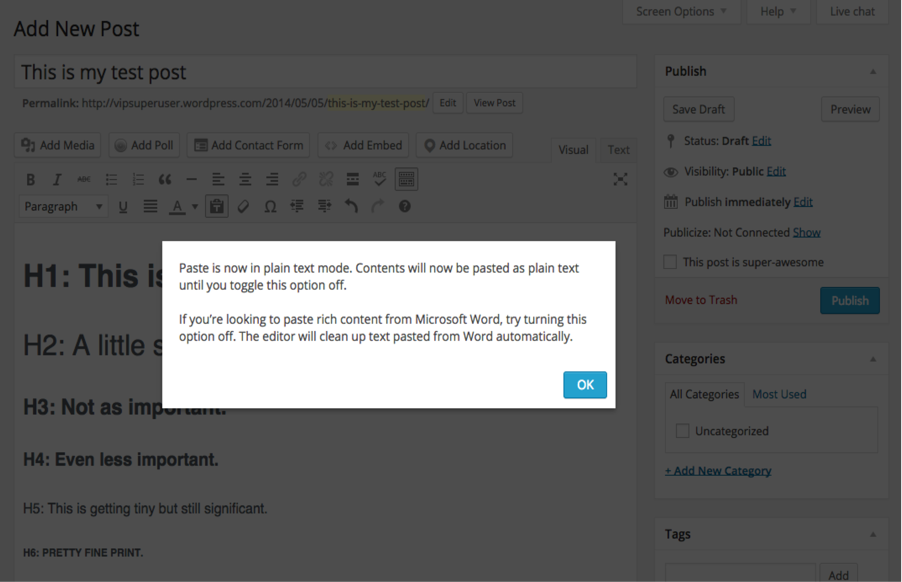 Screen Options
Help
Live chat
Add New Post
This is my test post
Permalink: http://vipsuperuser.wordpress.com/2014/05/05/this-is-my-test-post/ Edit View Post
Add Media Add Poll Add Contact Form Add Embed Add Location
Visual Text
B I ABC ABC
Paragraph U A Ω ?
H1: This is
H2: A little s
H3: Not as important.
H4: Even less important.
H5: This is getting tiny but still significant.
H6: PRETTY FINE PRINT.
Paste is now in plain text mode. Contents will now be pasted as plain text
until you toggle this option off.
If you're looking to paste rich content from Microsoft Word, try turning this
option off. The editor will clean up text pasted from Word automatically.
OK
Publish
Save Draft Preview
Status: Draft Edit
Visibility: Public Edit
Publish immediately Edit
Publicize: Not Connected Show
This post is super-awesome
Move to Trash Publish
Categories
All Categories Most Used
Uncategorized
+ Add New Category
Tags
Add